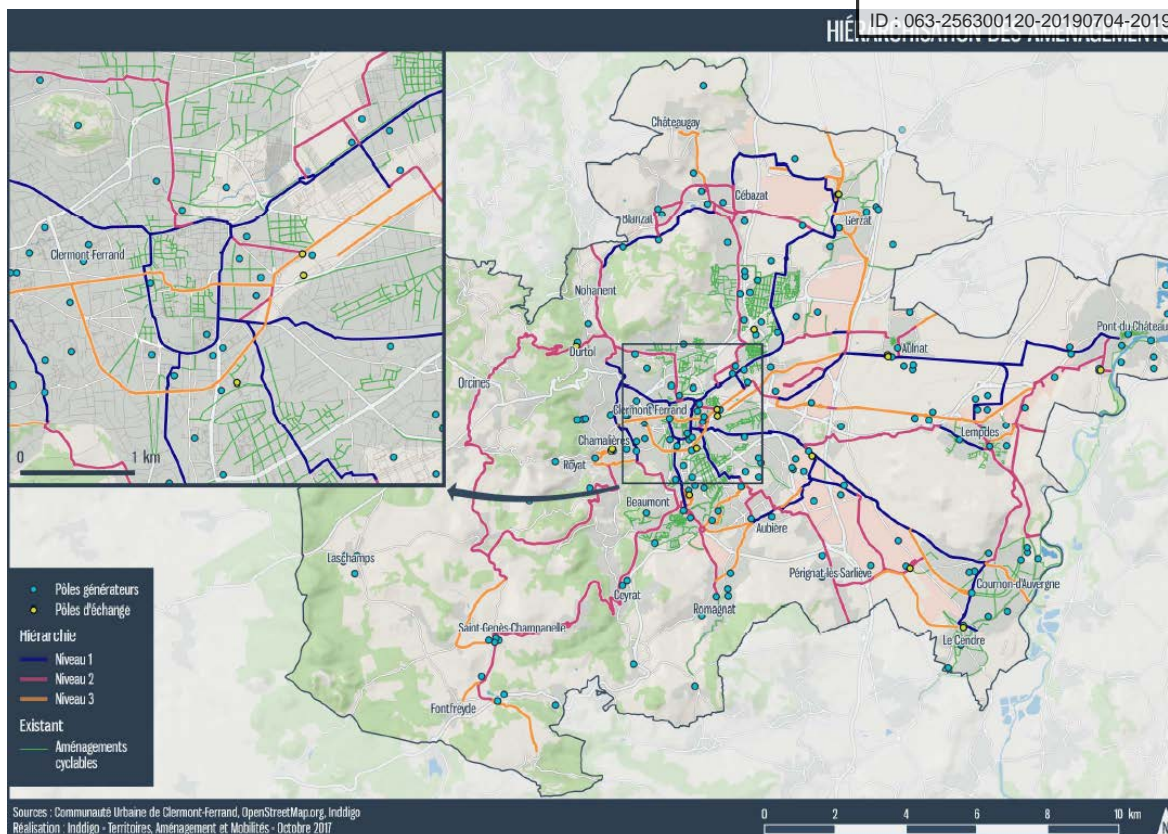 ID : 063-256300120-20190704-2019
HIÉRARCHISATION DES AMÉNAGEMENTS
Clermont-Ferrand
0 1 km
Châteaugay
Cébazat
Blanzat
Gerzat
Nohanent
Pont-du-Château
Durtol
Aulnat
Orcines
Clermont Ferrand
Chamalières
Lempdes
Royat
Beaumont
Aubière
Laschamps
Pérignat-lès Sarliève
Cournon-d'Auvergne
Ceyrat
Romagnat
Saint-Genès-Champanelle
Le Cendre
Fontfreyde
Pôles générateurs
Pôles d'échange
Hiérarchie
Niveau 1
Niveau 2
Niveau 3
Existant
Aménagements
cyclables
Sources : Communauté Urbaine de Clermont-Ferrand, OpenStreetMap.org, Inddigo
Réalisation : Inddigo - Territoires, Aménagement et Mobilités - Octobre 2017
0 2 4 6 8 10 km
N